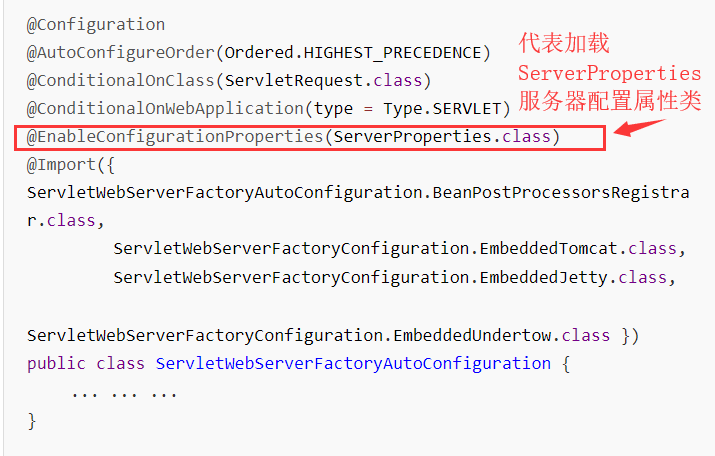 @Configuration
@AutoConfigureOrder(Ordered.HIGHEST_PRECEDENCE)
@ConditionalOnClass(ServletRequest.class)
@ConditionalOnWebApplication(type = Type.SERVLET)
@EnableConfigurationProperties(ServerProperties.class)
代表加载
ServerProperties
服务器配置属性类
@Import({
ServletWebServerFactoryAutoConfiguration.BeanPostProcessorsRegistra
r.class,
ServletWebServerFactoryConfiguration.EmbeddedTomcat.class,
ServletWebServerFactoryConfiguration.EmbeddedJetty.class,
ServletWebServerFactoryConfiguration.EmbeddedUndertow.class })
public class ServletWebServerFactoryAutoConfiguration {
... ... ...
}